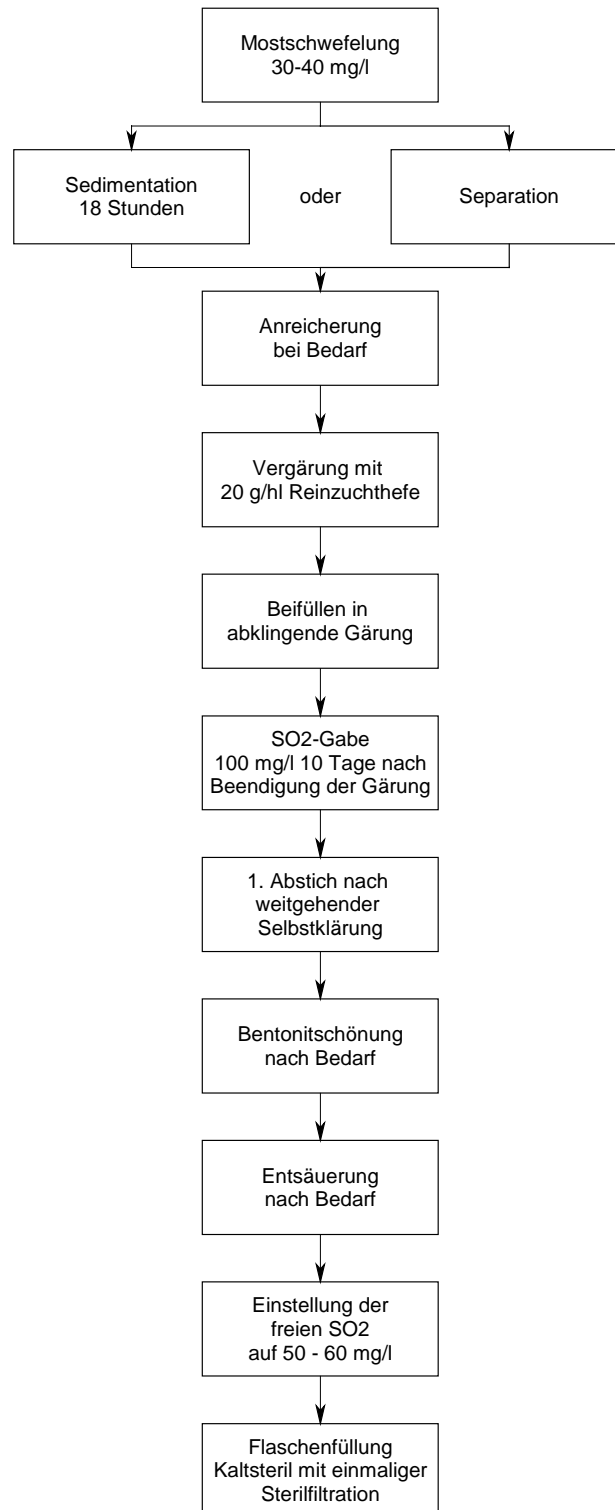 Mostschwefelung
30-40 mg/l
Sedimentation
18 Stunden
oder
Separation
Anreicherung
bei Bedarf
Vergärung mit
20 g/hl Reinzuchthefe
Beifüllen in
abklingende Gärung
SO2-Gabe
100 mg/l 10 Tage nach
Beendigung der Gärung
1. Abstich nach
weitgehender
Selbstklärung
Bentonitschönung
nach Bedarf
Entsäuerung
nach Bedarf
Einstellung der
freien SO2
auf 50 - 60 mg/l
Flaschenfüllung
Kaltsteril mit einmaliger
Sterilfiltration